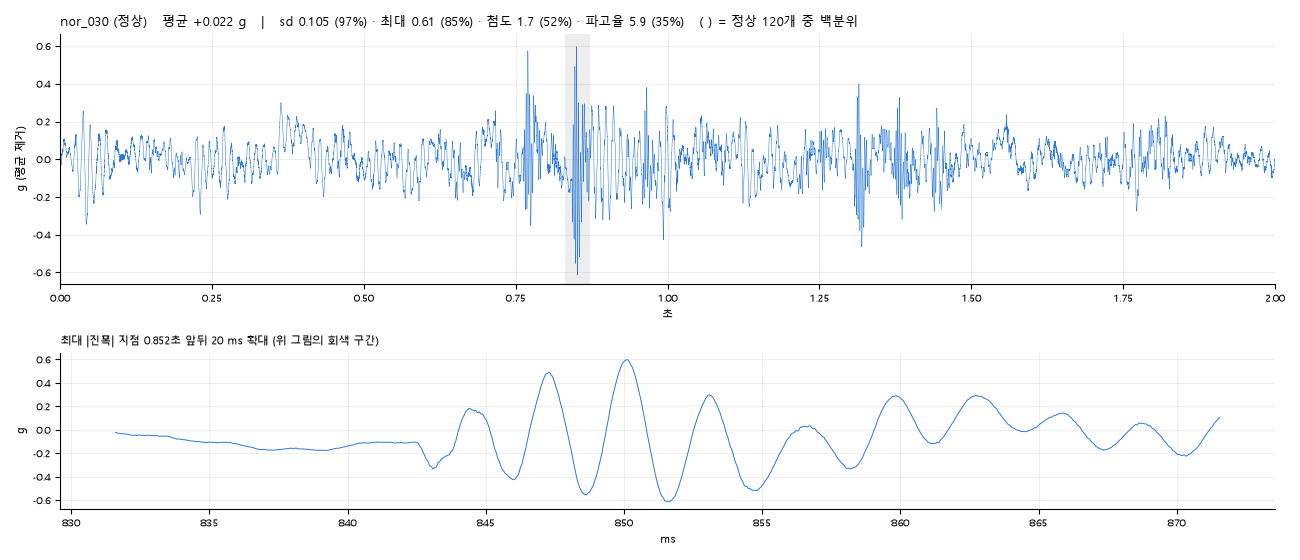 nor_030 (정상) 평균 +0.022 g | sd 0.105 (97%) · 최대 0.61 (85%) · 첨도 1.7 (52%) · 파고율 5.9 (35%) ( ) = 정상 120개 중 백분위
g (평균 제거)
0.6
0.4
0.2
0.0
-0.2
-0.4
-0.6
0.00 0.25 0.50 0.75 1.00 1.25 1.50 1.75 2.00
초
최대 |진폭| 지점 0.852초 앞뒤 20 ms 확대 (위 그림의 회색 구간)
g
0.6
0.4
0.2
0.0
-0.2
-0.4
-0.6
830 835 840 845 850 855 860 865 870
ms